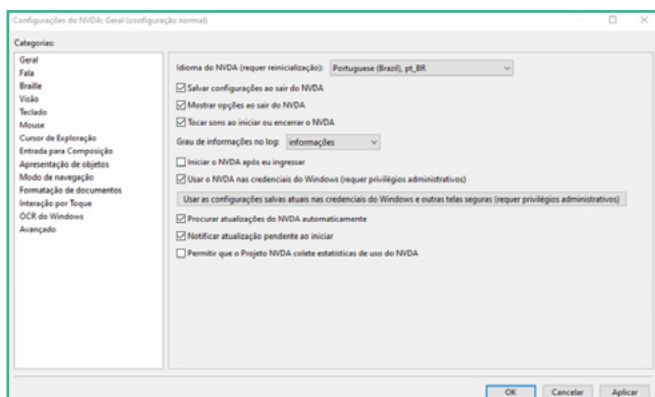 Configurações do NVDA: Geral (configuração normal)
Categorias:
Geral
Fala
Braille
Visão
Teclado
Mouse
Cursor de Exploração
Entrada para Composição
Apresentação de objetos
Modo de navegação
Formatação de documentos
Interação por Toque
OCR do Windows
Avançado
Idioma do NVDA (requer reinicialização): Portuguese (Brazil), pt_BR
Salvar configurações ao sair do NVDA
Mostrar opções ao sair do NVDA
Tocar sons ao iniciar ou encerrar o NVDA
Grau de informações no log: informações
Iniciar o NVDA após eu ingressar
Usar o NVDA nas credenciais do Windows (requer privilégios administrativos)
Usar as configurações salvas atuais nas credenciais do Windows e outras telas seguras (requer privilégios administrativos)
Procurar atualizações do NVDA automaticamente
Notificar atualização pendente ao iniciar
Permitir que o Projeto NVDA colete estatísticas de uso do NVDA
OK Cancelar Aplicar